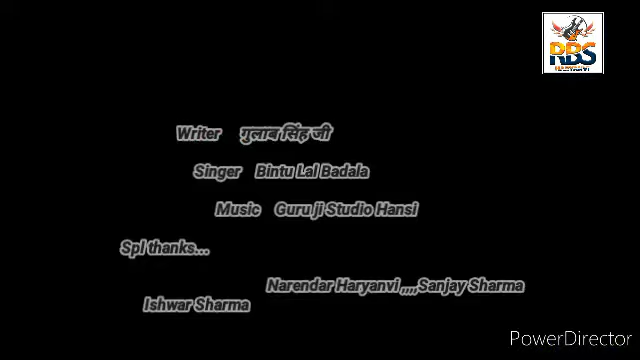 RBS
Writer गुलाब सिंह जी
Singer Bintu Lal Badala
Music Guru ji Studio Hansi
Spl thanks...
Narendar Haryanvi ,,,,Sanjay Sharma
Ishwar Sharma
PowerDirector